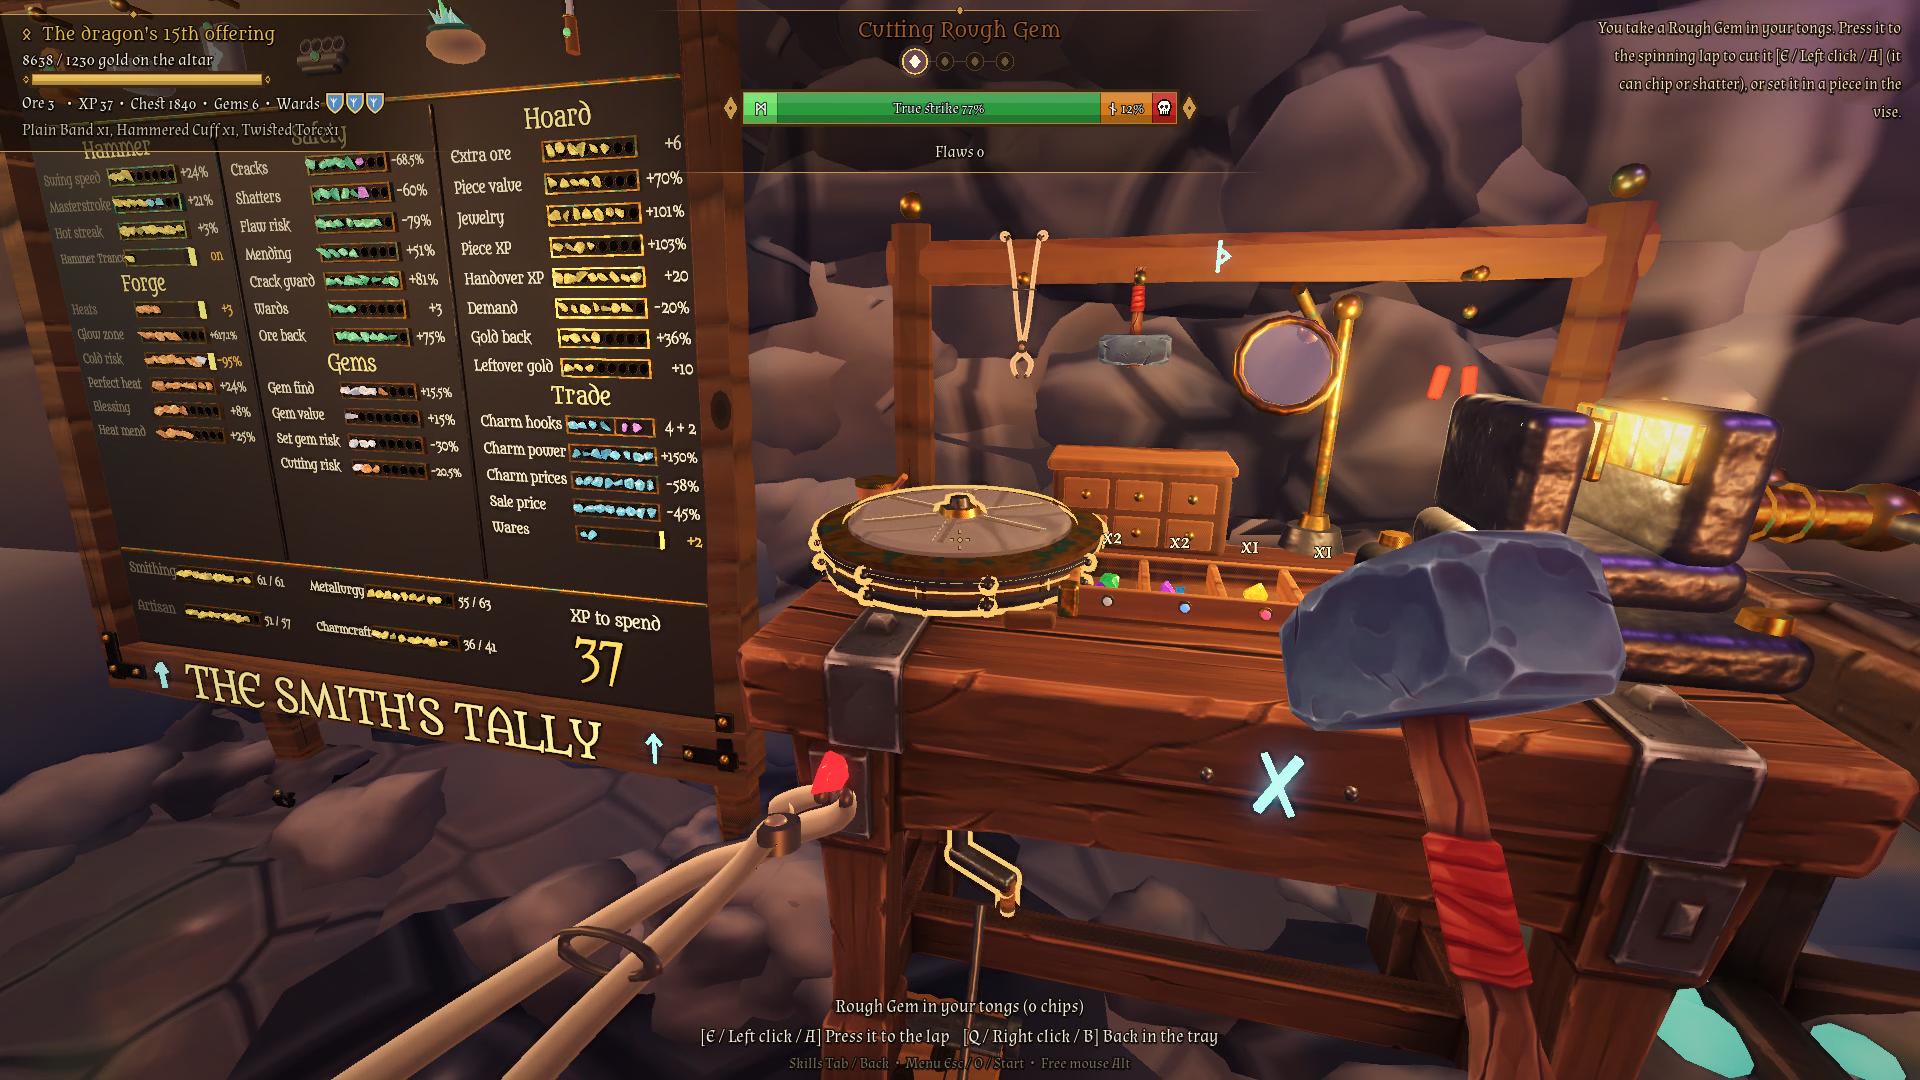 The dragon's 15th offering
8638 / 1230 gold on the altar
Ore 3 • XP 37 • Chest 1840 • Gems 6 • Wards
Plain Band x1, Hammered Cuff x1, Twisted Torc x1
Cutting Rough Gem
True strike 77%
12%
Flaws 0
You take a Rough Gem in your tongs. Press it to
the spinning lap to cut it [E / Left click / A] (it
can chip or shatter), or set it in a piece in the
vise.
Hammer
Swing speed +24%
Masterstroke +21%
Hot streak +3%
Hammer Trance on
Forge
Heats +3
Glow zone
Cold risk -95%
Perfect heat +24%
Blessing +8%
Heat mend +25%
Safety
Cracks -68.5%
Shatters -60%
Flaw risk -79%
Mending +51%
Crack guard +81%
Wards +3
Ore back +75%
Gems
Gem find +15.5%
Gem value +15%
Set gem risk -30%
Cutting risk -20.5%
Hoard
Extra ore +6
Piece value +70%
Jewelry +101%
Piece XP +103%
Handover XP +20
Demand -20%
Gold back +36%
Leftover gold +10
Trade
Charm hooks 4 + 2
Charm power +150%
Charm prices -58%
Sale price -45%
Wares +2
Smithing 61 / 61
Metallurgy 55 / 63
Artisan 51 / 57
Charmcraft 36 / 41
XP to spend
37
THE SMITH'S TALLY
X2
X2
X1
X1
Rough Gem in your tongs (0 chips)
[E / Left click / A] Press it to the lap [Q / Right click / B] Back in the tray
Skills Tab / Back • Menu Esc / O / Start • Free mouse Alt